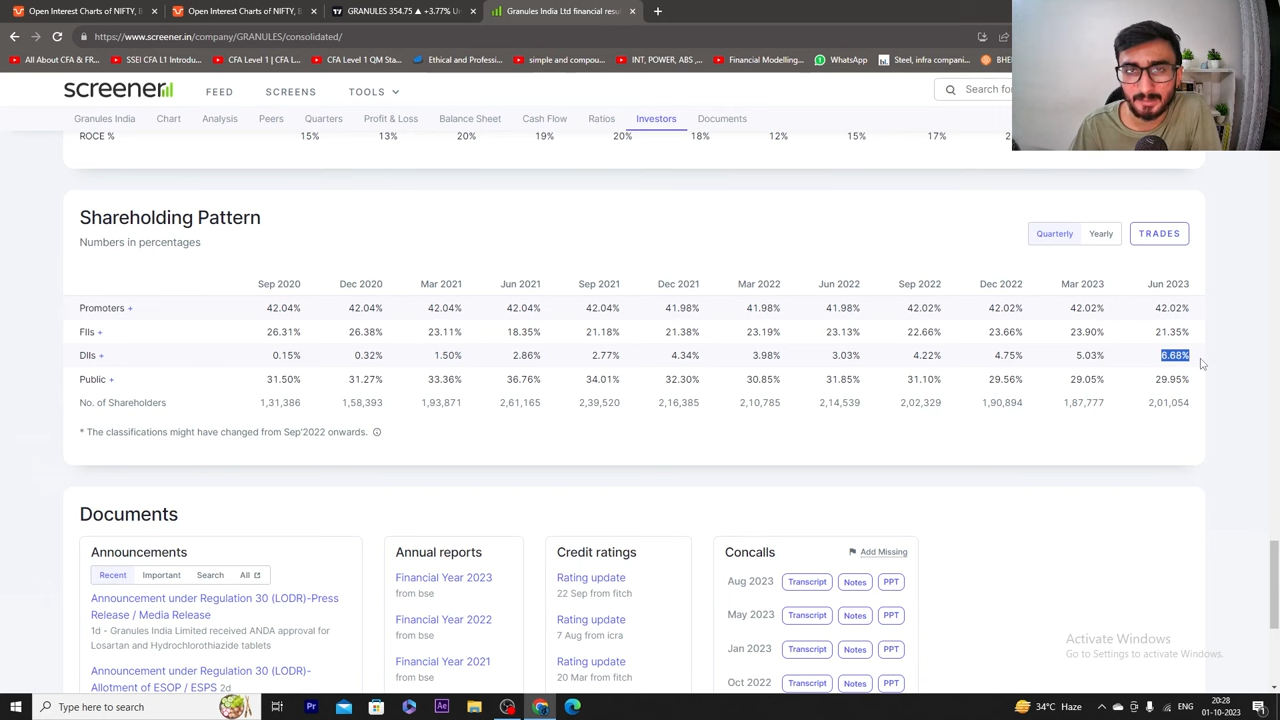 Open Interest Charts of NIFTY, B
Open Interest Charts of NIFTY, B
GRANULES 354.75 ▲ +3.77% U
Granules India Ltd financial resu
https://www.screener.in/company/GRANULES/consolidated/
All About CFA & FR...
SSEI CFA L1 Introdu...
CFA Level 1 | CFA L...
CFA Level 1 QM Sta...
Ethical and Professi...
simple and compou...
INT, POWER, ABS ,...
Financial Modelling...
WhatsApp
Steel, infra compani...
BHE
screener
FEED
SCREENS
TOOLS
Search fo
Granules India
Chart
Analysis
Peers
Quarters
Profit & Loss
Balance Sheet
Cash Flow
Ratios
Investors
Documents
ROCE % 15% 13% 20% 19% 20% 18% 12% 15% 17%
Shareholding Pattern
Numbers in percentages
Quarterly
Yearly
TRADES
Sep 2020 Dec 2020 Mar 2021 Jun 2021 Sep 2021 Dec 2021 Mar 2022 Jun 2022 Sep 2022 Dec 2022 Mar 2023 Jun 2023
Promoters + 42.04% 42.04% 42.04% 42.04% 42.04% 41.98% 41.98% 41.98% 42.02% 42.02% 42.02% 42.02%
FIIs + 26.31% 26.38% 23.11% 18.35% 21.18% 21.38% 23.19% 23.13% 22.66% 23.66% 23.90% 21.35%
DIIs + 0.15% 0.32% 1.50% 2.86% 2.77% 4.34% 3.98% 3.03% 4.22% 4.75% 5.03% 6.68%
Public + 31.50% 31.27% 33.36% 36.76% 34.01% 32.30% 30.85% 31.85% 31.10% 29.56% 29.05% 29.95%
No. of Shareholders 1,31,386 1,58,393 1,93,871 2,61,165 2,39,520 2,16,385 2,10,785 2,14,539 2,02,329 1,90,894 1,87,777 2,01,054
* The classifications might have changed from Sep'2022 onwards.
Documents
Announcements
Recent
Important
Search
All
Announcement under Regulation 30 (LODR)-Press
Release / Media Release
1d - Granules India Limited received ANDA approval for
Losartan and Hydrochlorothiazide tablets
Announcement under Regulation 30 (LODR)-
Allotment of ESOP / ESPS 2d
Annual reports
Financial Year 2023
from bse
Financial Year 2022
from bse
Financial Year 2021
from bse
Credit ratings
Rating update
22 Sep from fitch
Rating update
7 Aug from icra
Rating update
20 Mar from fitch
Concalls
Add Missing
Aug 2023 Transcript Notes PPT
May 2023 Transcript Notes PPT
Jan 2023 Transcript Notes PPT
Oct 2022 Transcript Notes PPT
Activate Windows
Go to Settings to activate Windows.
Type here to search
34°C Haze
ENG
20:28
01-10-2023